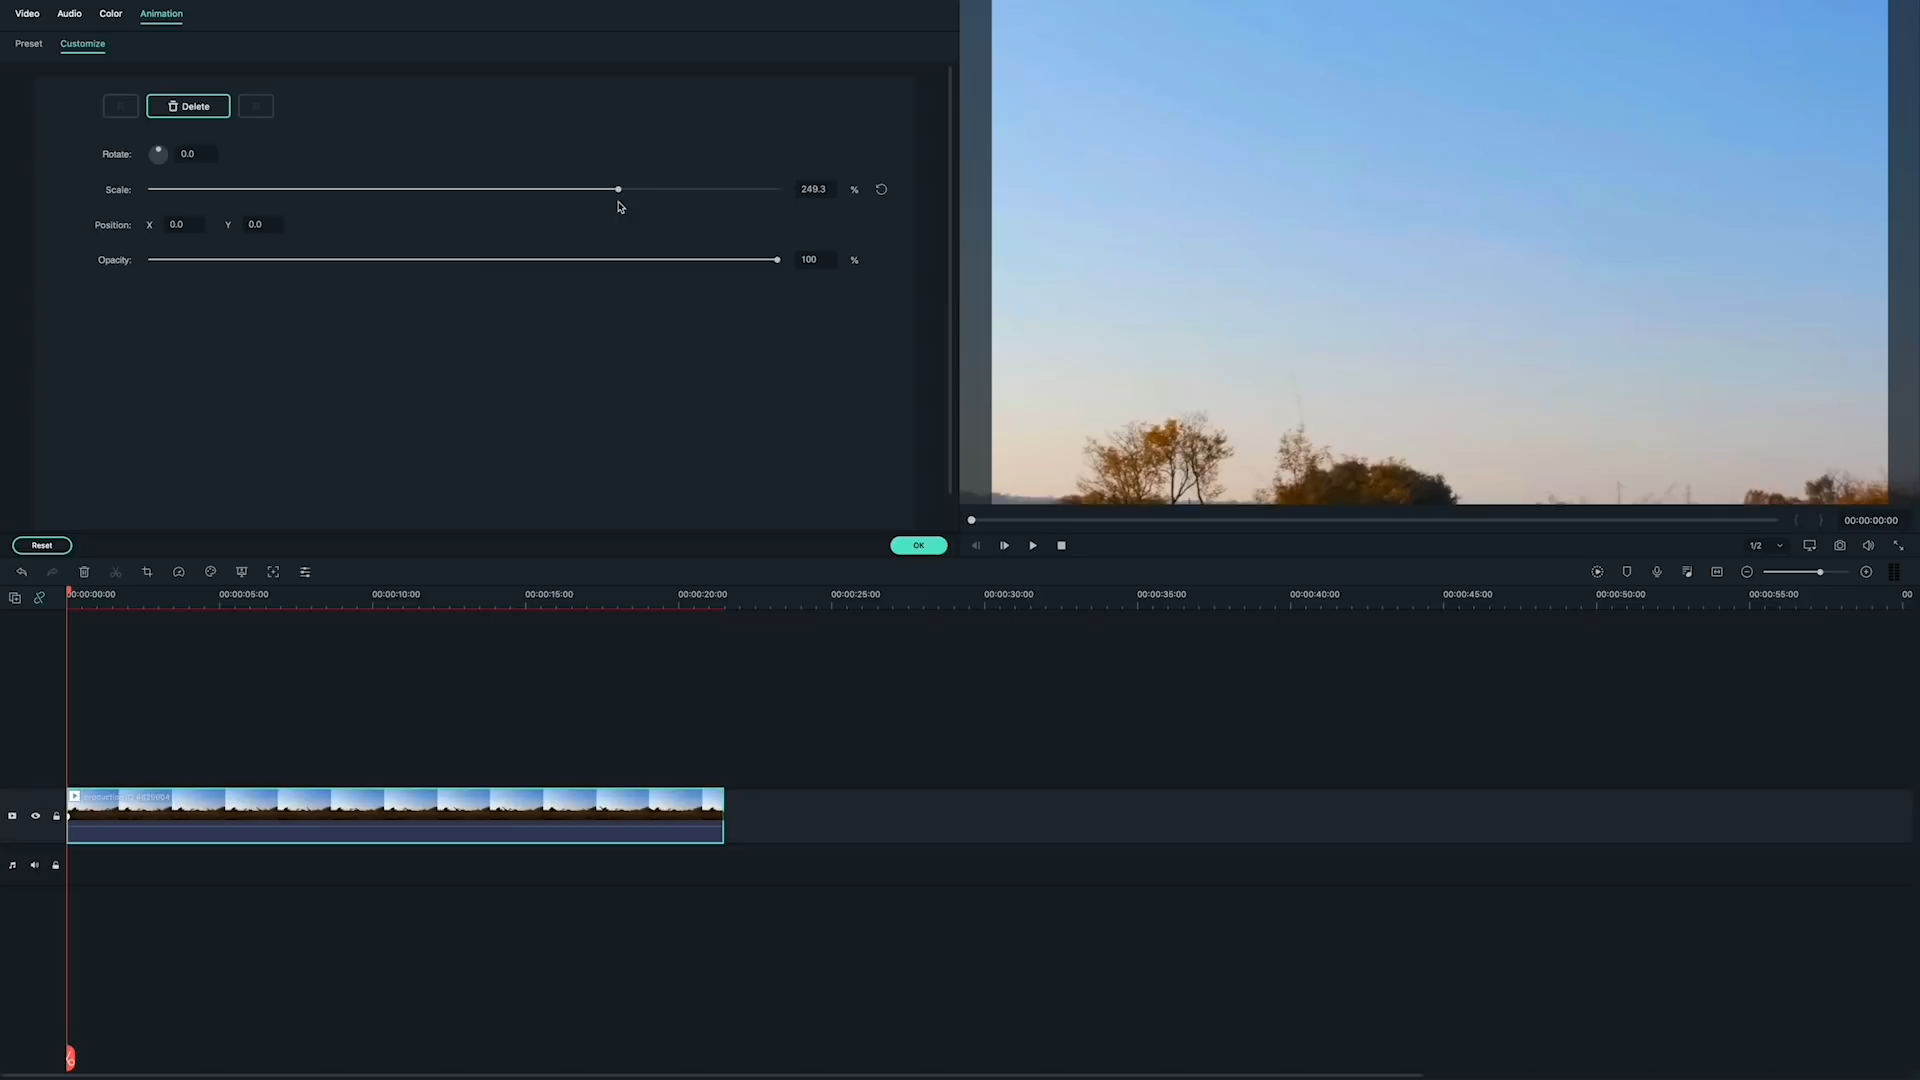 Video Audio Color Animation
Preset Customize
Delete
Rotate: 0.0
Scale: 249.3 %
Position: X 0.0 Y 0.0
Opacity: 100 %
00:00:00:00
Reset OK 1/2
00:00:00:00 00:00:05:00 00:00:10:00 00:00:15:00 00:00:20:00 00:00:25:00 00:00:30:00 00:00:35:00 00:00:40:00 00:00:45:00 00:00:50:00 00:00:55:00 00